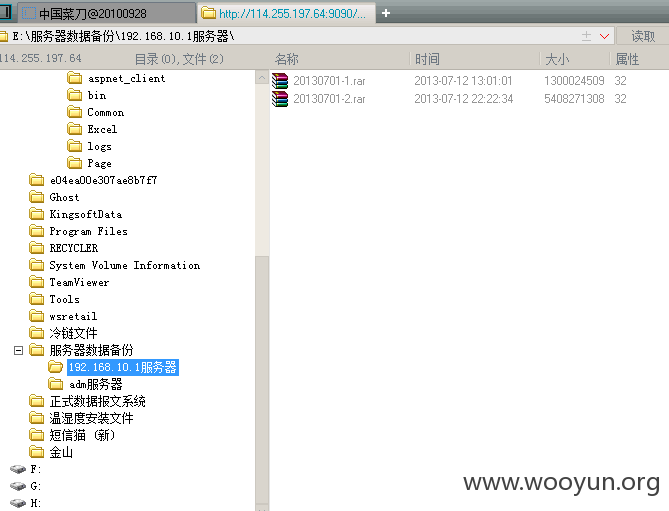 中国菜刀@20100928 http://114.255.197.64:9090/... +
E:\服务器数据备份\192.168.10.1服务器\ 读取
114.255.197.64 目录(0),文件(2) 名称 时间 大小 属性
aspnet_client 20130701-1.rar 2013-07-12 13:01:01 1300024509 32
bin 20130701-2.rar 2013-07-12 22:22:34 5408271308 32
Common
Excel
logs
Page
e04ea00e307ae8b7f7
Ghost
KingsoftData
Program Files
RECYCLER
System Volume Information
TeamViewer
Tools
wsretail
冷链文件
服务器数据备份
192.168.10.1服务器
adm服务器
正式数据报文系统
温湿度安装文件
短信猫（新）
金山
F:
G:
H:
www.wooyun.org